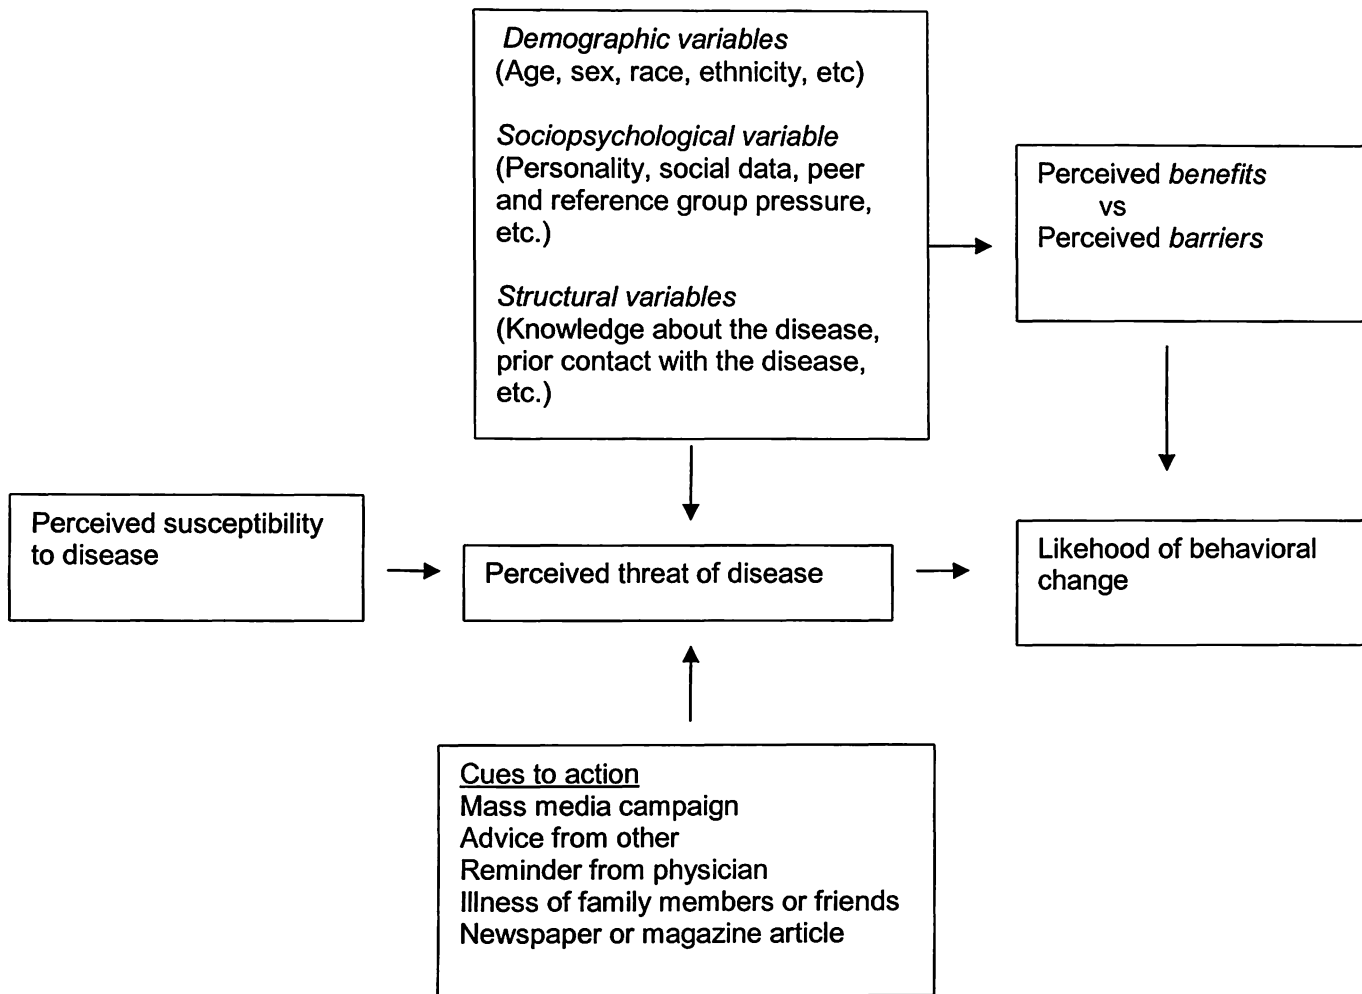 Demographic variables
(Age, sex, race, ethnicity, etc)
Sociopsychological variable
(Personality, social data, peer
and reference group pressure,
etc.)
Structural variables
(Knowledge about the disease,
prior contact with the disease,
etc.)
Perceived benefits
vs
Perceived barriers
Perceived susceptibility
to disease
Perceived threat of disease
Likehood of behavioral
change
Cues to action
Mass media campaign
Advice from other
Reminder from physician
Illness of family members or friends
Newspaper or magazine article